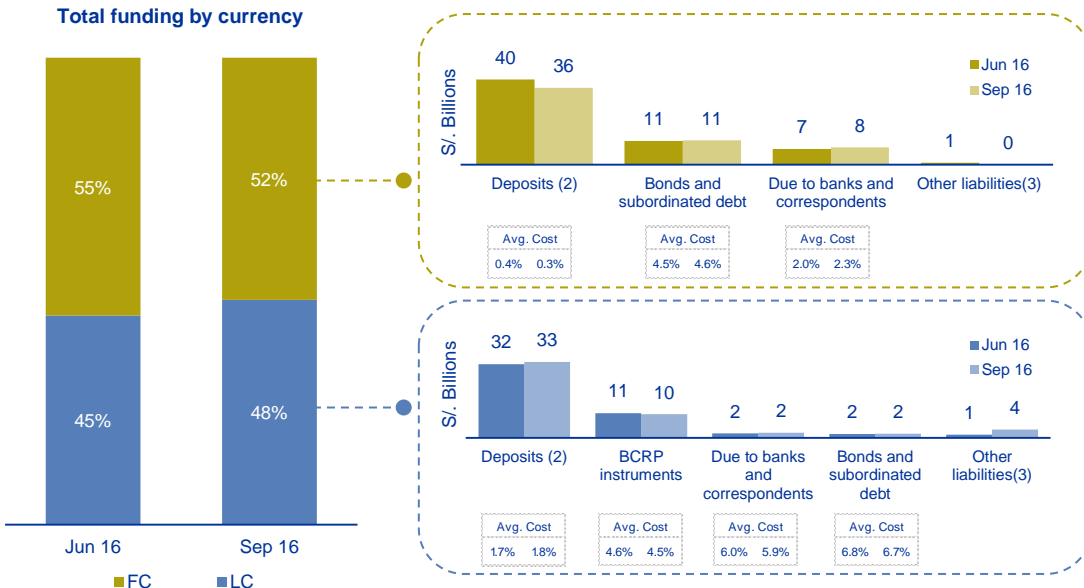 Total funding by currency
55%
52%
45%
48%
Jun 16
Sep 16
FC
LC
S/. Billions
40
36
11
11
7
8
1
0
Jun 16
Sep 16
Deposits (2)
Bonds and
subordinated debt
Due to banks and
correspondents
Other liabilities(3)
Avg. Cost
0.4% 0.3%
Avg. Cost
4.5% 4.6%
Avg. Cost
2.0% 2.3%
S/. Billions
32
33
11
10
2
2
2
2
1
4
Jun 16
Sep 16
Deposits (2)
BCRP
instruments
Due to banks
and
correspondents
Bonds and
subordinated
debt
Other
liabilities(3)
Avg. Cost
1.7% 1.8%
Avg. Cost
4.6% 4.5%
Avg. Cost
6.0% 5.9%
Avg. Cost
6.8% 6.7%